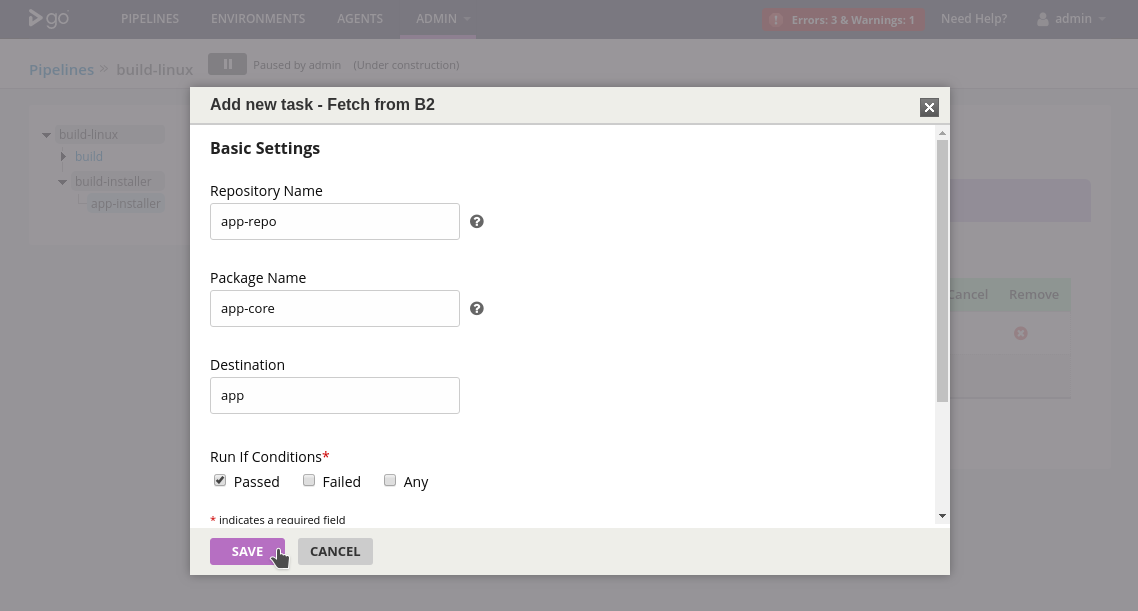 go PIPELINES ENVIRONMENTS AGENTS ADMIN Errors: 3 & Warnings: 1 Need Help? admin
Pipelines » build-linux Paused by admin (Under construction)
build-linux
build
build-installer
app-installer
Cancel Remove
Add new task - Fetch from B2
Basic Settings
Repository Name
app-repo
Package Name
app-core
Destination
app
Run If Conditions*
Passed Failed Any
* indicates a required field
SAVE CANCEL